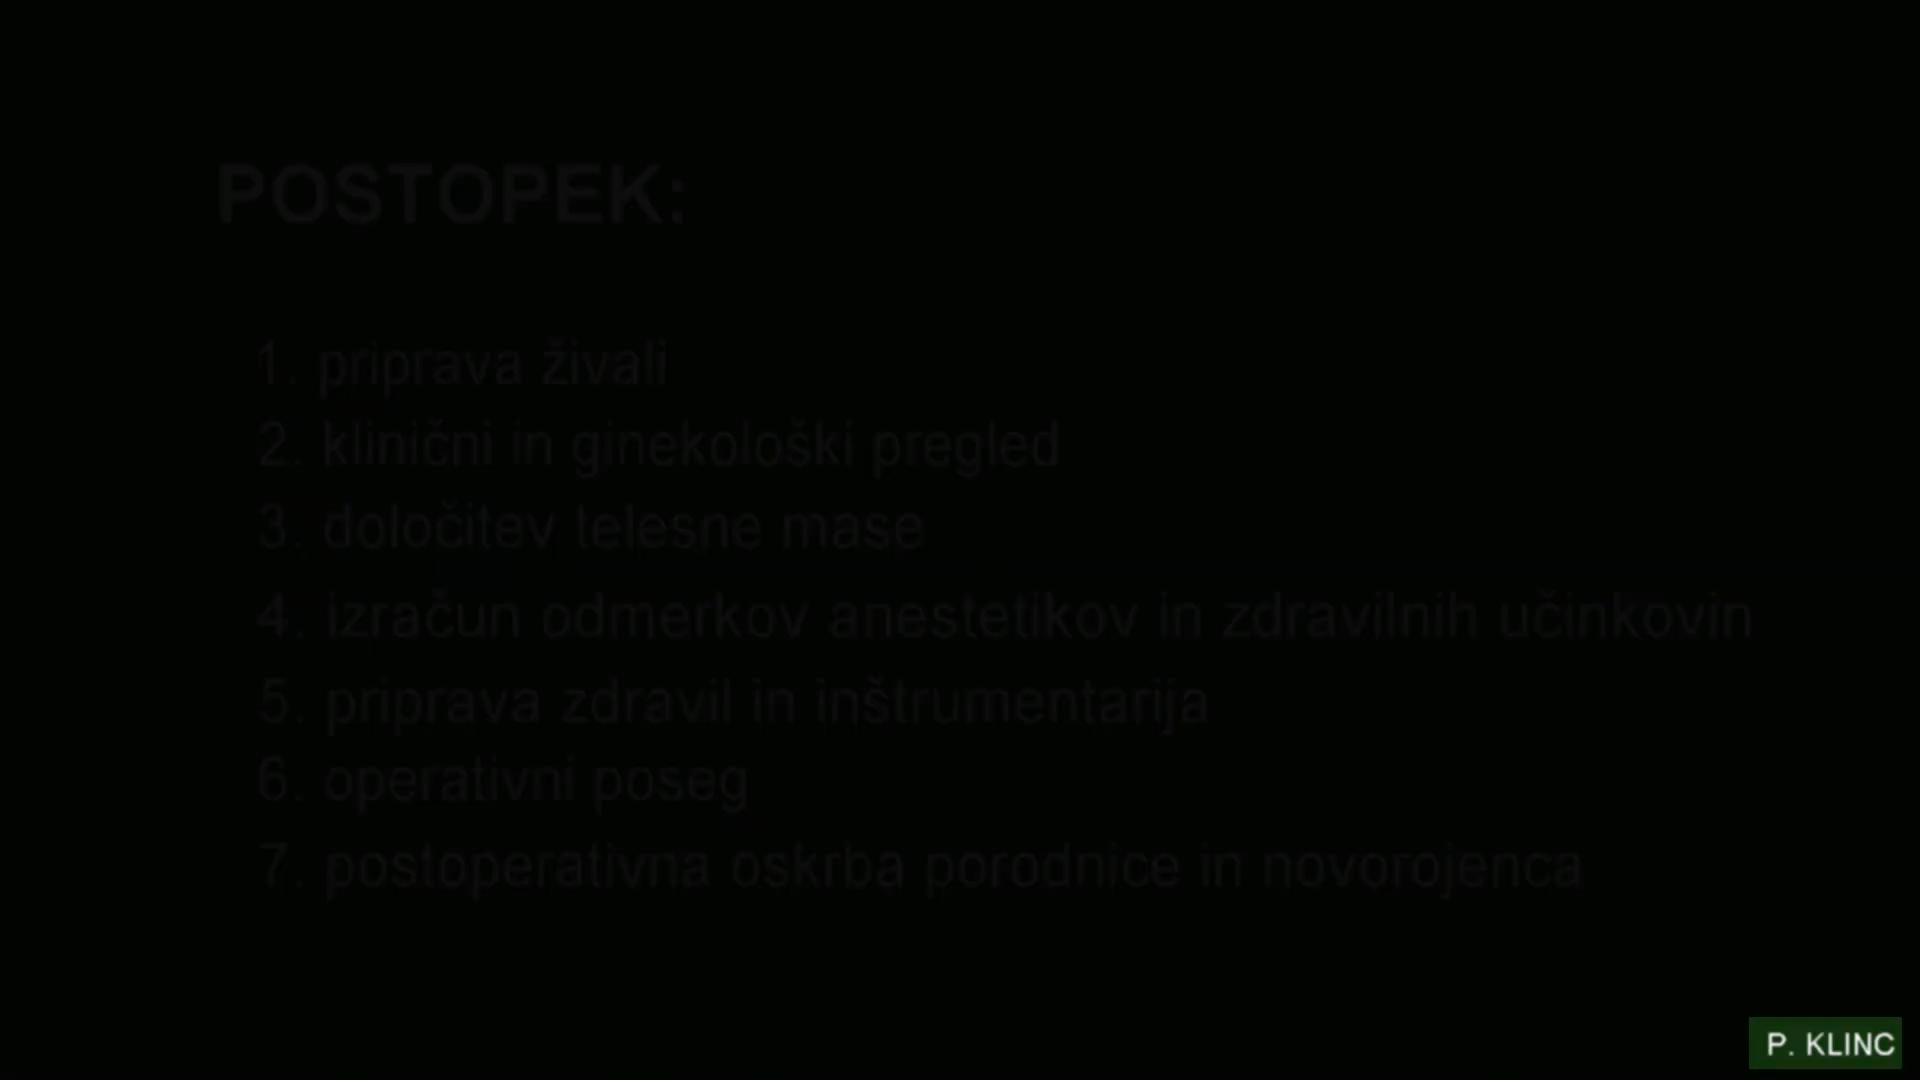 POSTOPEK:
1. priprava živali
2. klinični in ginekološki pregled
3. določitev telesne mase
4. izračun odmerkov anestetikov in zdravilnih učinkovin
5. priprava zdravil in inštrumentarija
6. operativni poseg
7. postoperativna oskrba porodnice in novorojenca
P. KLINC